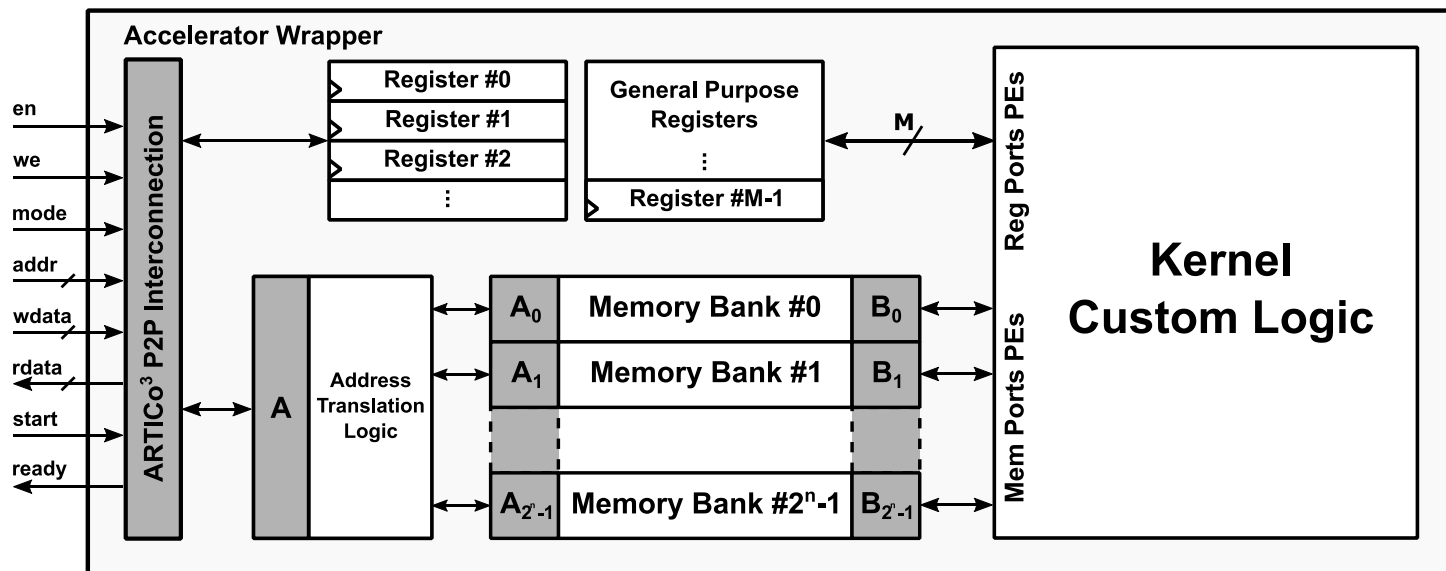 Accelerator Wrapper
en
we
mode
addr
wdata
rdata
start
ready
ARTICo³ P2P Interconnection
Register #0
Register #1
Register #2
⋮
General Purpose
Registers
⋮
Register #M-1
M
A
Address
Translation
Logic
A₀ Memory Bank #0 B₀
A₁ Memory Bank #1 B₁
A₂ⁿ₋₁ Memory Bank #2ⁿ-1 B₂ⁿ₋₁
Reg Ports PEs
Mem Ports PEs
Kernel
Custom Logic